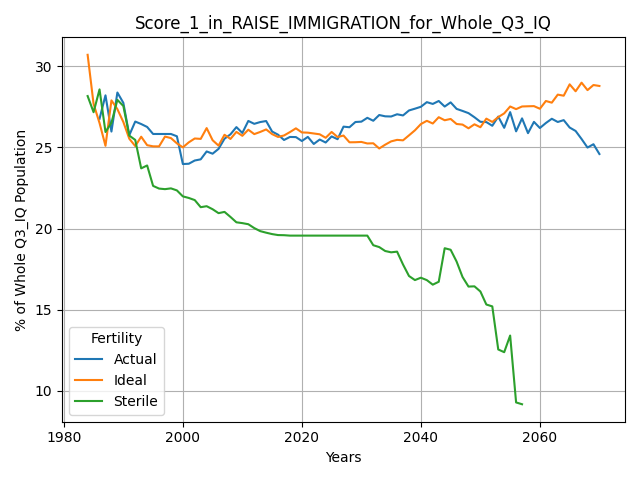 Score_1_in_RAISE_IMMIGRATION_for_Whole_Q3_IQ
% of Whole Q3_IQ Population
30
25
20
15
10
Fertility
Actual
Ideal
Sterile
1980
2000
2020
2040
2060
Years